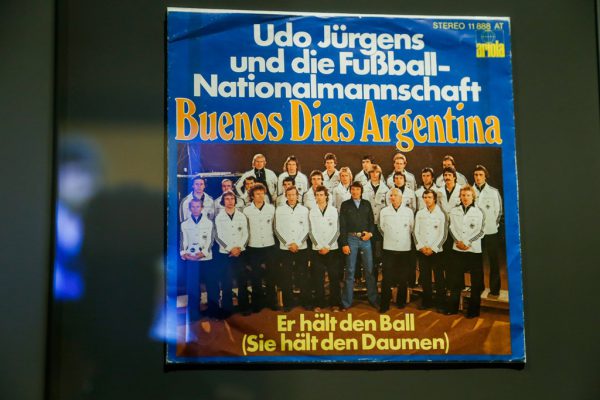 STEREO 11 888 AT
ariola
Udo Jürgens
und die Fußball-
Nationalmannschaft
Buenos Dias Argentina
Er hält den Ball
(Sie hält den Daumen)